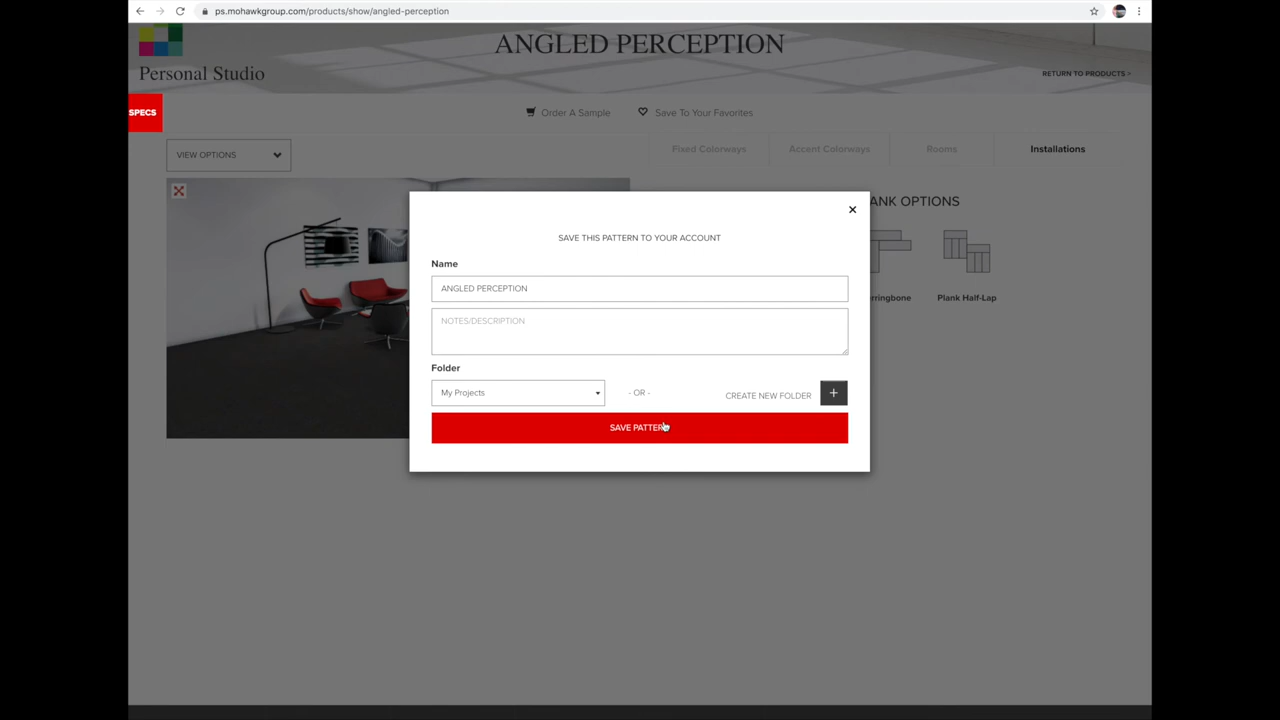 ps.mohawkgroup.com/products/show/angled-perception
ANGLED PERCEPTION
Personal Studio
RETURN TO PRODUCTS >
SPECS
Order A Sample
Save To Your Favorites
VIEW OPTIONS
Fixed Colorways
Accent Colorways
Rooms
Installations
ANK OPTIONS
rringbone
Plank Half-Lap
SAVE THIS PATTERN TO YOUR ACCOUNT
Name
ANGLED PERCEPTION
NOTES/DESCRIPTION
Folder
My Projects
- OR -
CREATE NEW FOLDER
+
SAVE PATTERN